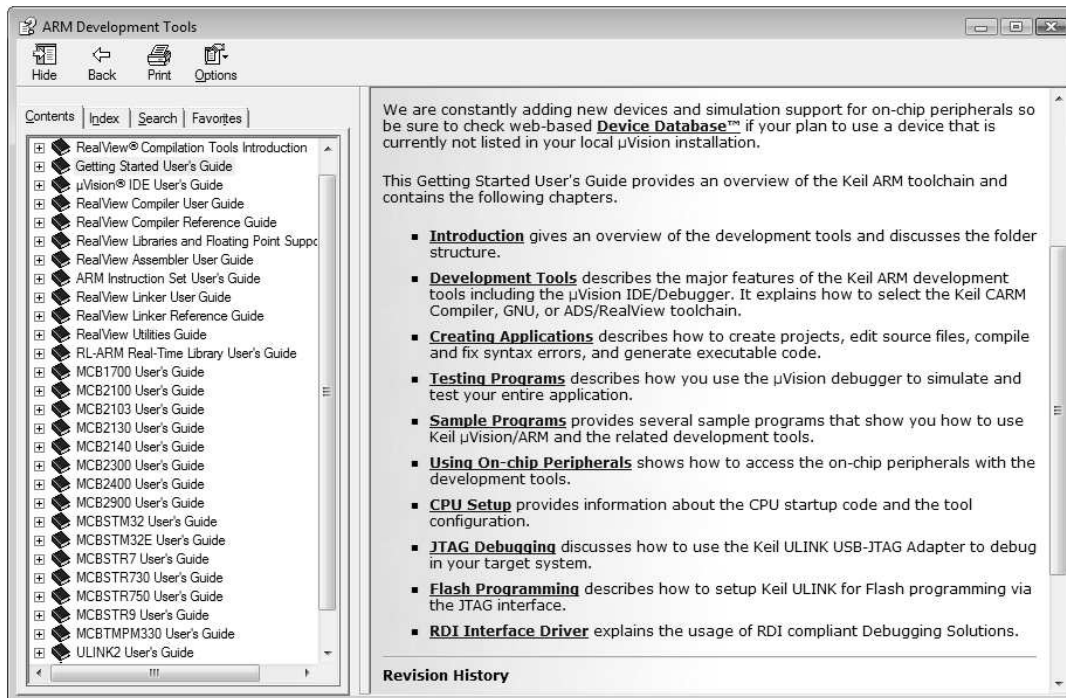 ARM Development Tools
Hide Back Print Options
Contents Index Search Favorites
RealView® Compilation Tools Introduction
Getting Started User's Guide
µVision® IDE User's Guide
RealView Compiler User Guide
RealView Compiler Reference Guide
RealView Libraries and Floating Point Suppc
RealView Assembler User Guide
ARM Instruction Set User's Guide
RealView Linker User Guide
RealView Linker Reference Guide
RealView Utilities Guide
RL-ARM Real-Time Library User's Guide
MCB1700 User's Guide
MCB2100 User's Guide
MCB2103 User's Guide
MCB2130 User's Guide
MCB2140 User's Guide
MCB2300 User's Guide
MCB2400 User's Guide
MCB2900 User's Guide
MCBSTM32 User's Guide
MCBSTM32E User's Guide
MCBSTR7 User's Guide
MCBSTR730 User's Guide
MCBSTR750 User's Guide
MCBSTR9 User's Guide
MCBTMPM330 User's Guide
ULINK2 User's Guide
We are constantly adding new devices and simulation support for on-chip peripherals so
be sure to check web-based Device Database™ if your plan to use a device that is
currently not listed in your local µVision installation.
This Getting Started User's Guide provides an overview of the Keil ARM toolchain and
contains the following chapters.
▪ Introduction gives an overview of the development tools and discusses the folder
structure.
▪ Development Tools describes the major features of the Keil ARM development
tools including the µVision IDE/Debugger. It explains how to select the Keil CARM
Compiler, GNU, or ADS/RealView toolchain.
▪ Creating Applications describes how to create projects, edit source files, compile
and fix syntax errors, and generate executable code.
▪ Testing Programs describes how you use the µVision debugger to simulate and
test your entire application.
▪ Sample Programs provides several sample programs that show you how to use
Keil µVision/ARM and the related development tools.
▪ Using On-chip Peripherals shows how to access the on-chip peripherals with the
development tools.
▪ CPU Setup provides information about the CPU startup code and the tool
configuration.
▪ JTAG Debugging discusses how to use the Keil ULINK USB-JTAG Adapter to debug
in your target system.
▪ Flash Programming describes how to setup Keil ULINK for Flash programming via
the JTAG interface.
▪ RDI Interface Driver explains the usage of RDI compliant Debugging Solutions.
Revision History